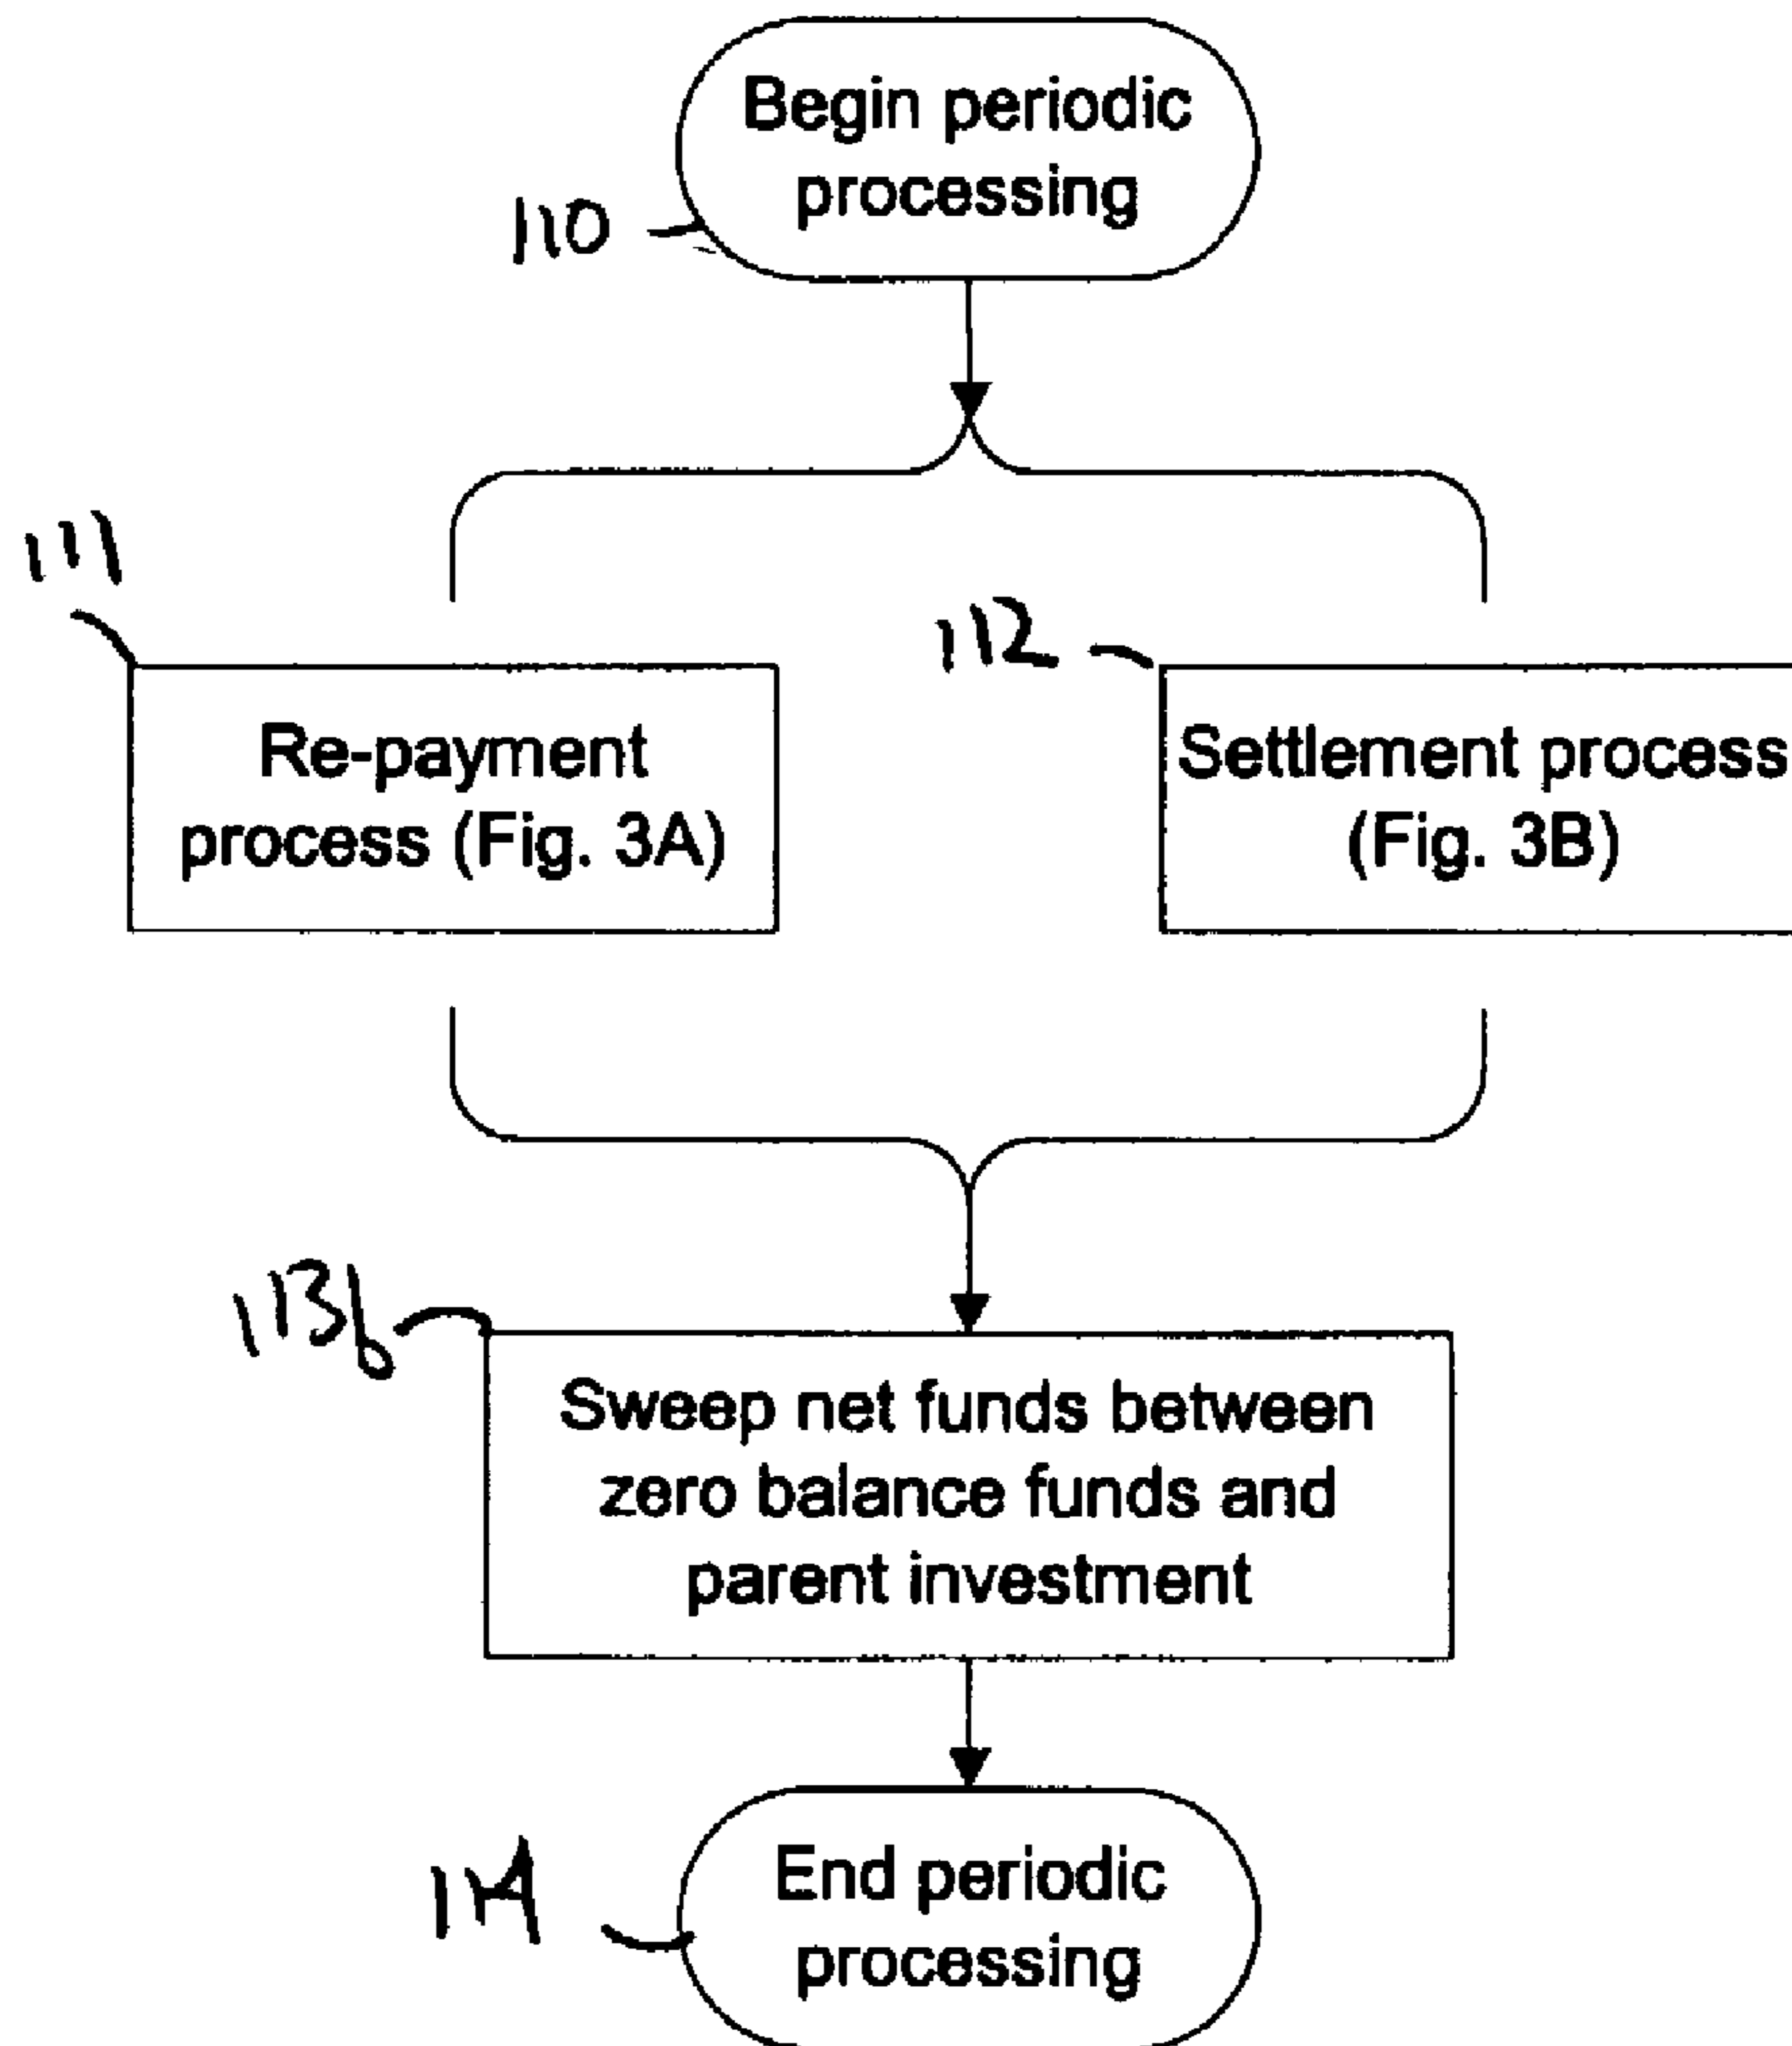 Begin periodic
processing
110
111
112
Re-payment
process (Fig. 3A)
Settlement process
(Fig. 3B)
113b
Sweep net funds between
zero balance funds and
parent investment
114
End periodic
processing